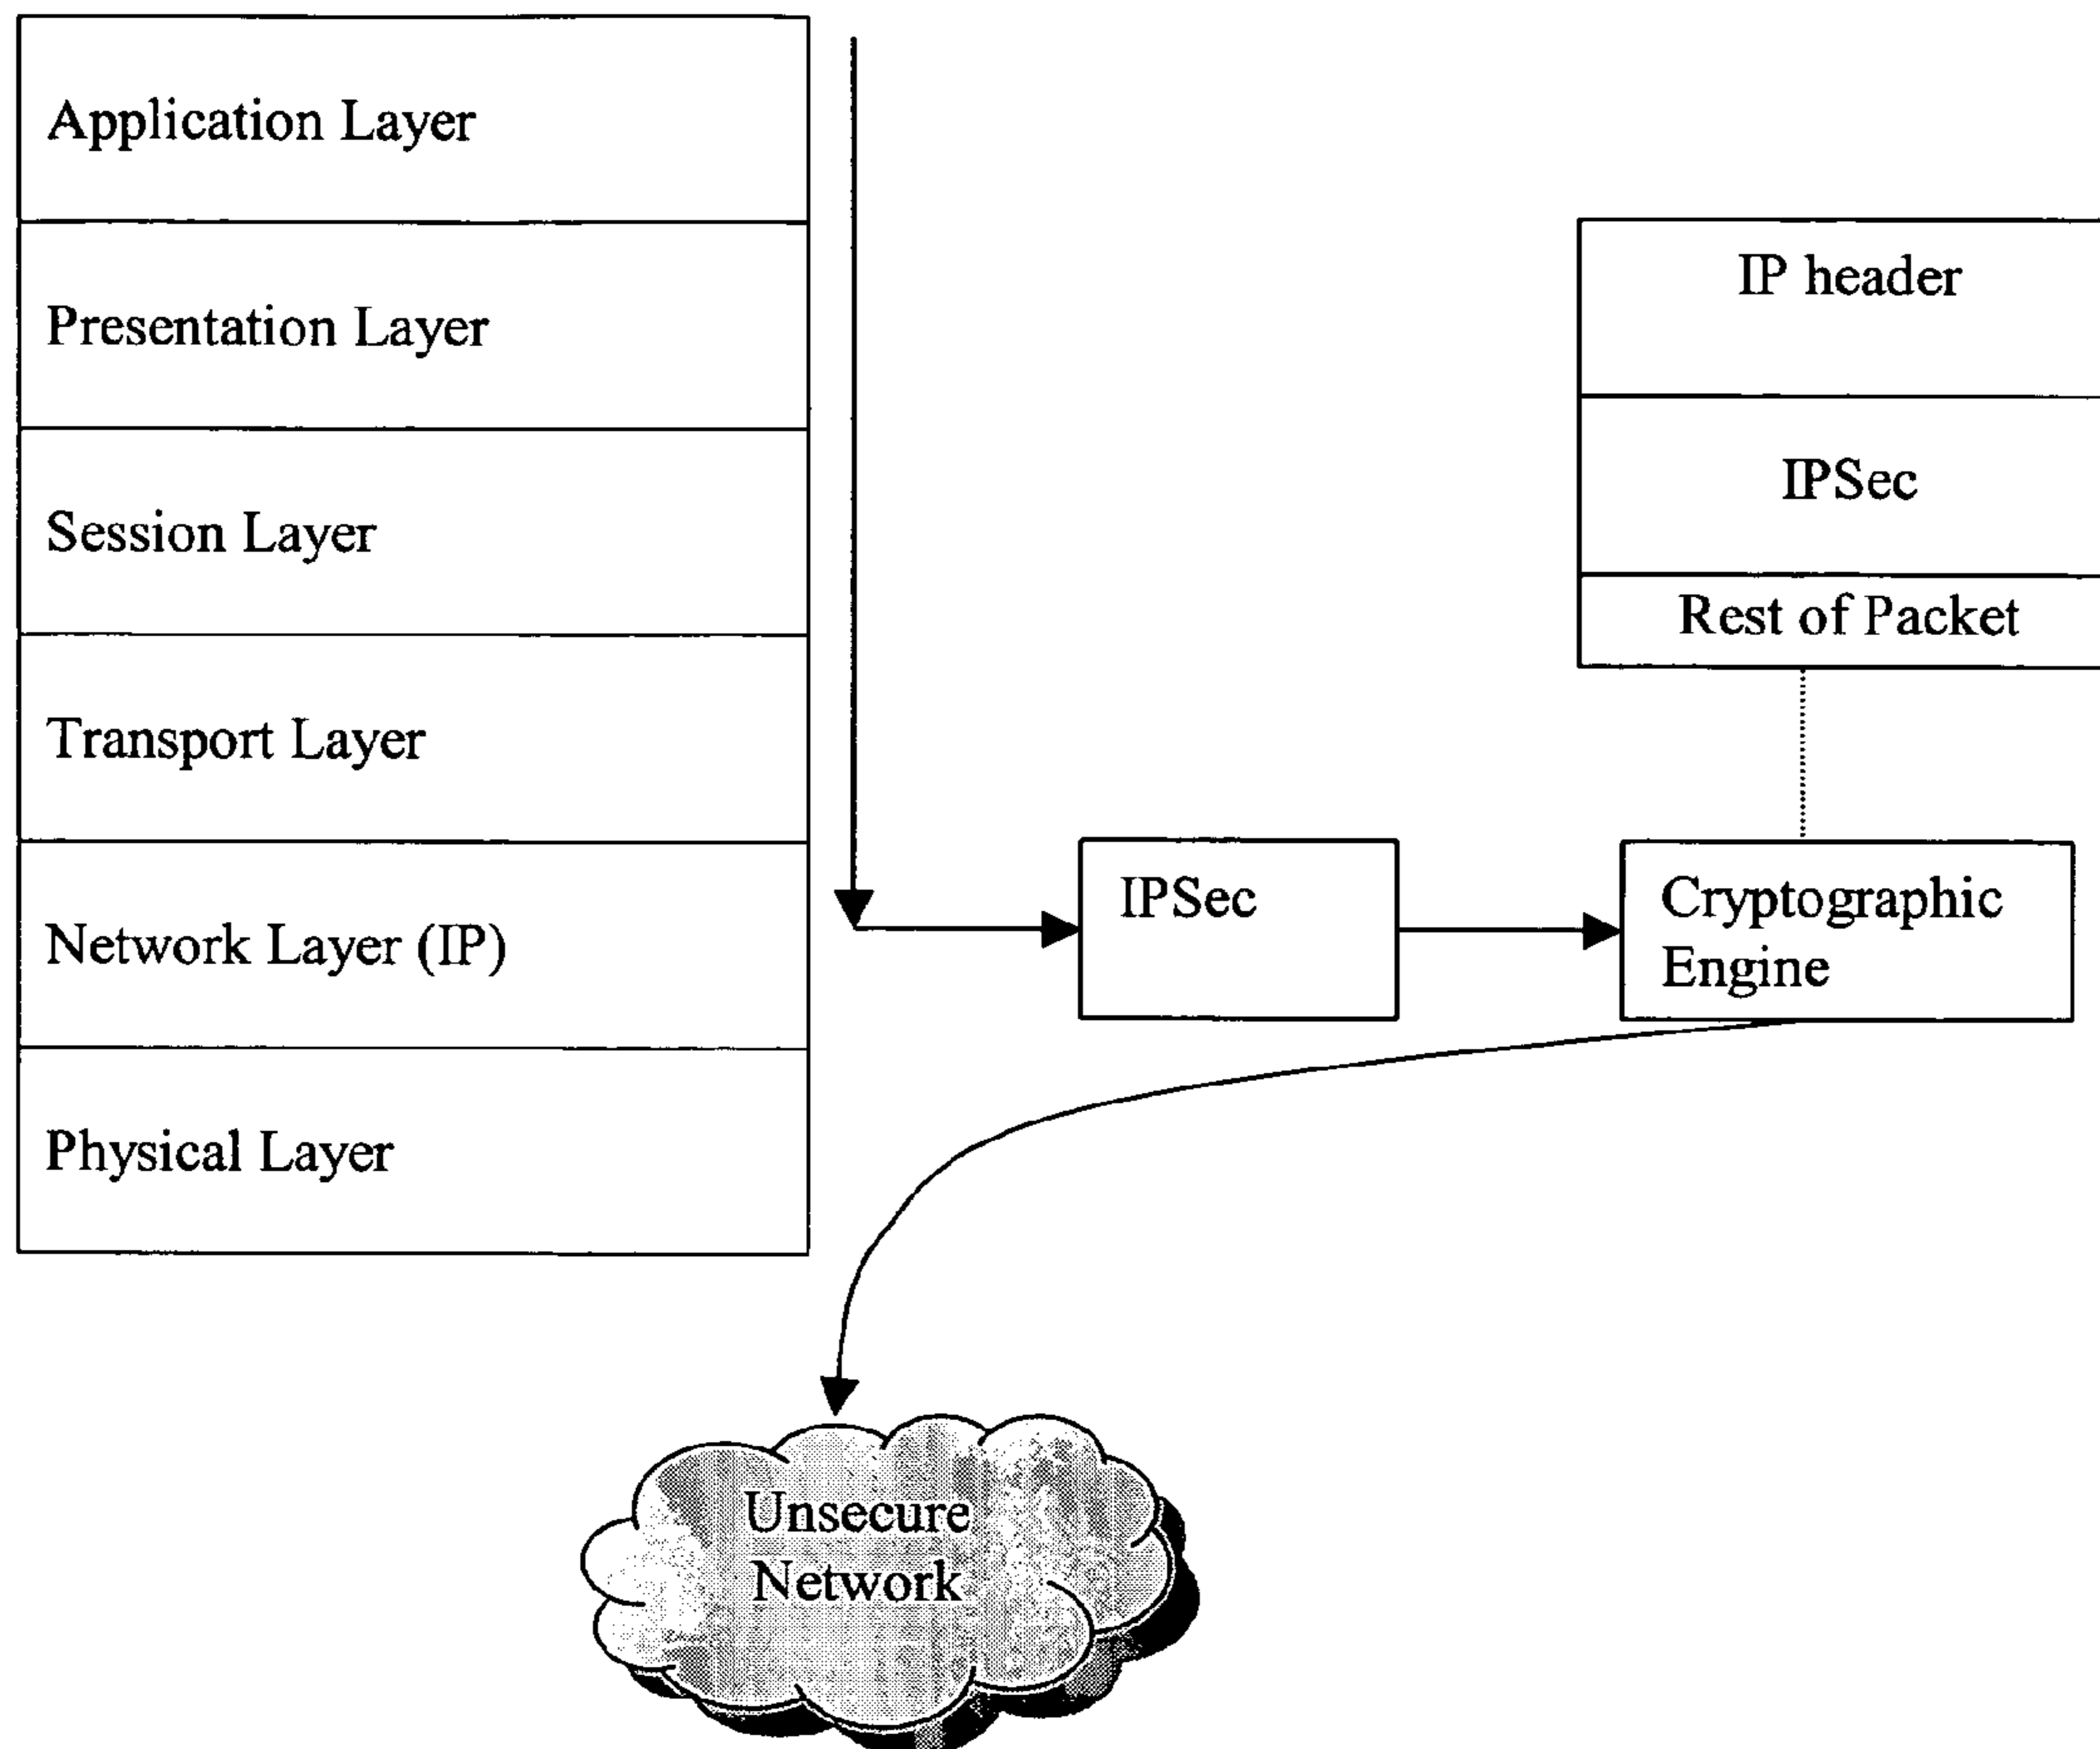 Application Layer
Presentation Layer
Session Layer
Transport Layer
Network Layer (IP)
Physical Layer
IP header
IPSec
Rest of Packet
IPSec
Cryptographic
Engine
Unsecure
Network